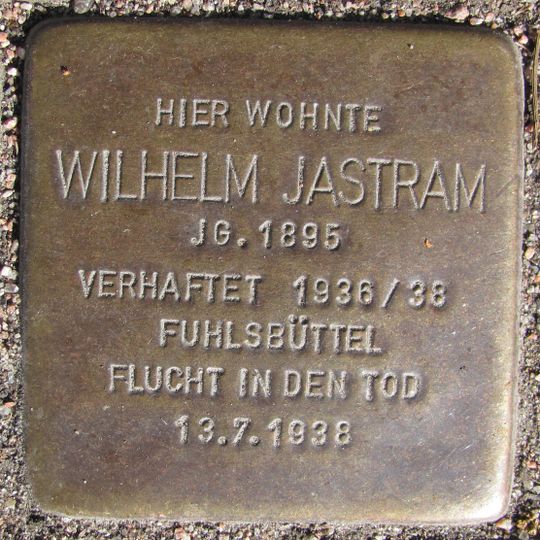 HIER WOHNTE
WILHELM JASTRAM
JG. 1895
VERHAFTET 1936/38
FUHLSBÜTTEL
FLUCHT IN DEN TOD
13.7.1938